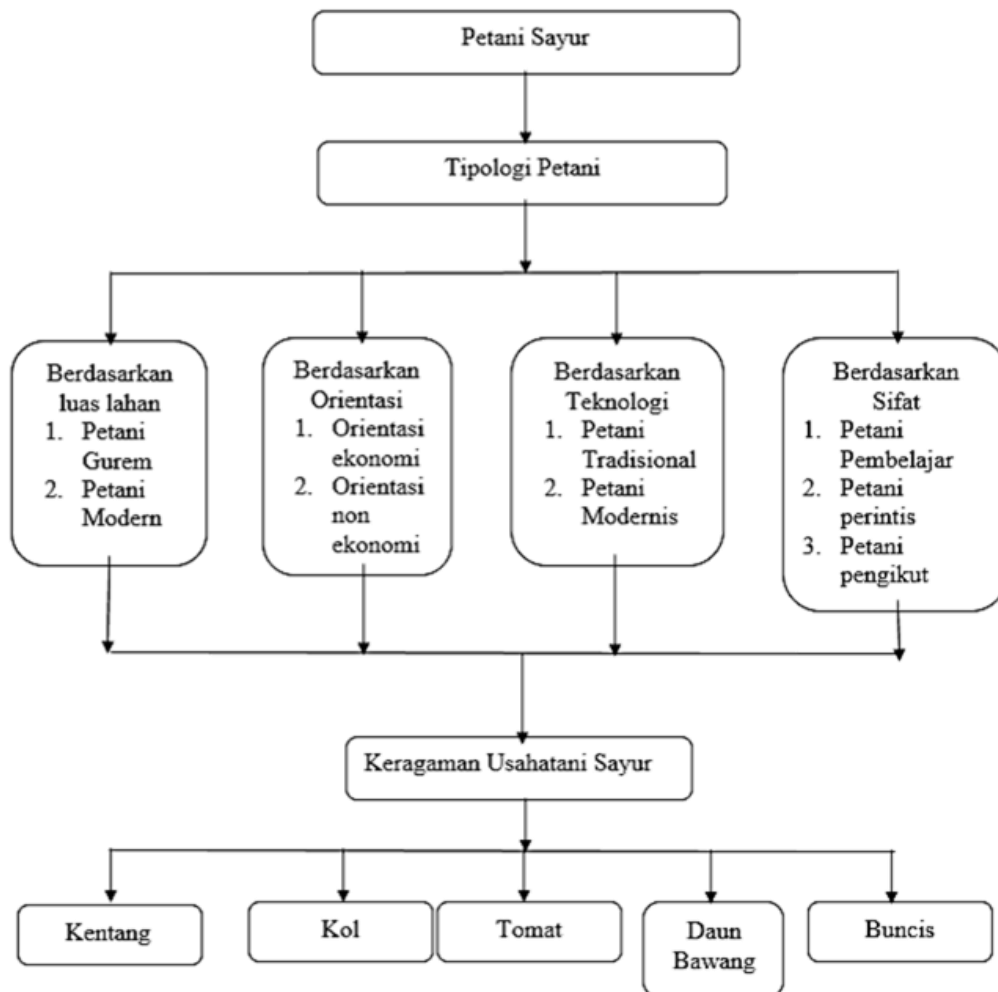 Petani Sayur
Tipologi Petani
Berdasarkan
luas lahan
1. Petani
Gurem
2. Petani
Modern
Berdasarkan
Orientasi
1. Orientasi
ekonomi
2. Orientasi
non
ekonomi
Berdasarkan
Teknologi
1. Petani
Tradisional
2. Petani
Modernis
Berdasarkan
Sifat
1. Petani
Pembelajar
2. Petani
perintis
3. Petani
pengikut
Keragaman Usahatani Sayur
Kentang
Kol
Tomat
Daun
Bawang
Buncis